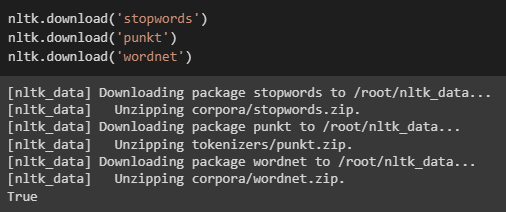 nltk.download('stopwords')
nltk.download('punkt')
nltk.download('wordnet')
[nltk_data] Downloading package stopwords to /root/nltk_data...
[nltk_data]   Unzipping corpora/stopwords.zip.
[nltk_data] Downloading package punkt to /root/nltk_data...
[nltk_data]   Unzipping tokenizers/punkt.zip.
[nltk_data] Downloading package wordnet to /root/nltk_data...
[nltk_data]   Unzipping corpora/wordnet.zip.
True